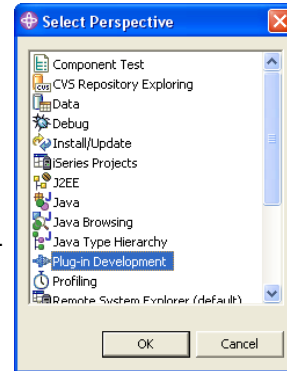 Select Perspective
Component Test
CVS Repository Exploring
Data
Debug
Install/Update
iSeries Projects
J2EE
Java
Java Browsing
Java Type Hierarchy
Plug-in Development
Profiling
Remote System Explorer (default)
OK Cancel